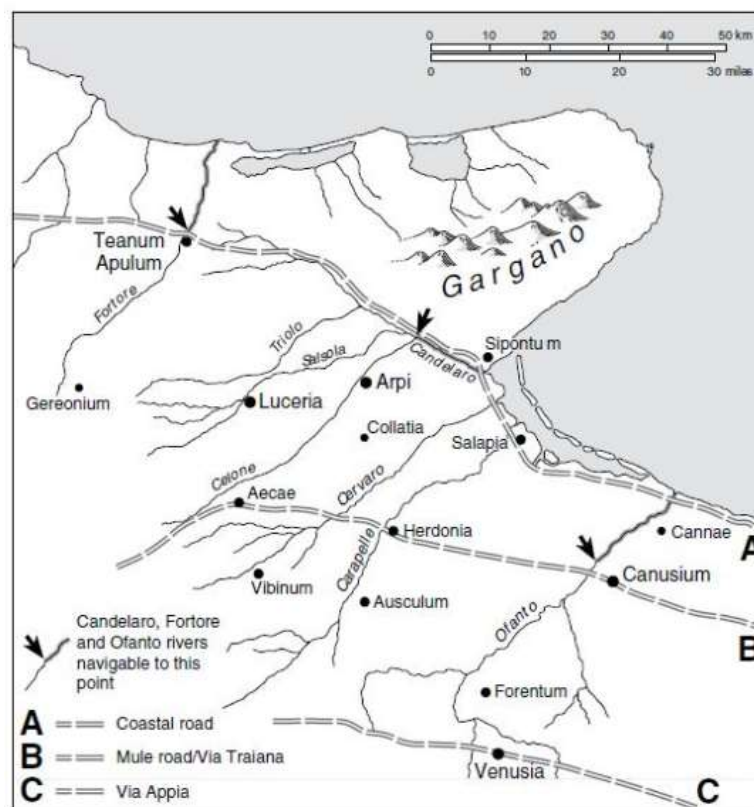 0 10 20 30 40 50 km
0 10 20 30 miles
Teanum
Apulum
Gargäno
Fortore
Triolo
Salsola
Candelaro
Sipontum
Gereonium
Luceria
Arpi
Collatia
Salapia
Celone
Cervaro
Aecae
Herdonia
Cannae
A
Vibinum
Carapelle
Canusium
Ausculum
Ofanto
B
Candelaro, Fortore
and Ofanto rivers
navigable to this
point
Forentum
A Coastal road
B Mule road/Via Traiana
Venusia
C Via Appia
C